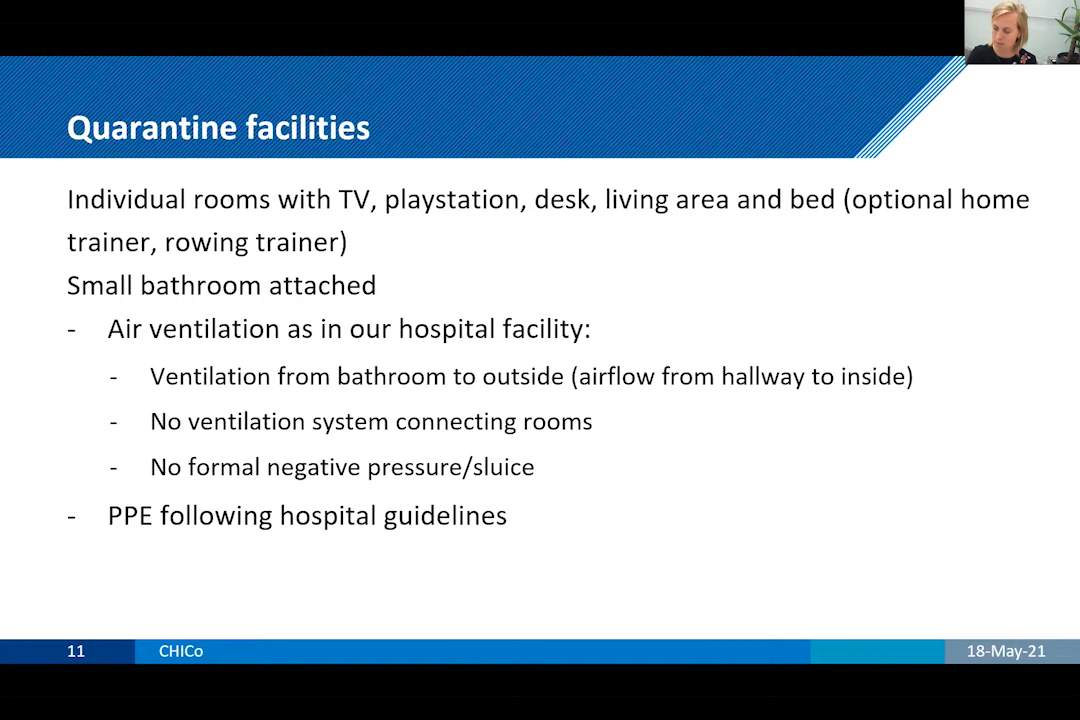 Quarantine facilities
Individual rooms with TV, playstation, desk, living area and bed (optional home
trainer, rowing trainer)
Small bathroom attached
- Air ventilation as in our hospital facility:
- Ventilation from bathroom to outside (airflow from hallway to inside)
- No ventilation system connecting rooms
- No formal negative pressure/sluice
- PPE following hospital guidelines
11 CHICo 18-May-21